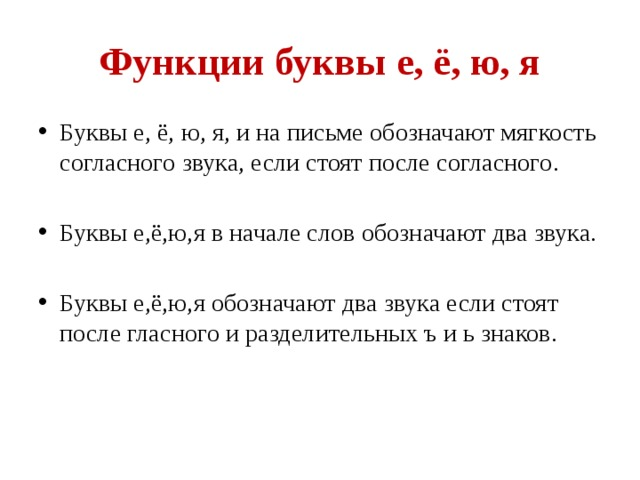 Функции буквы е, ё, ю, я
• Буквы е, ё, ю, я, и на письме обозначают мягкость
согласного звука, если стоят после согласного.
• Буквы е,ё,ю,я в начале слов обозначают два звука.
• Буквы е,ё,ю,я обозначают два звука если стоят
после гласного и разделительных ъ и ь знаков.